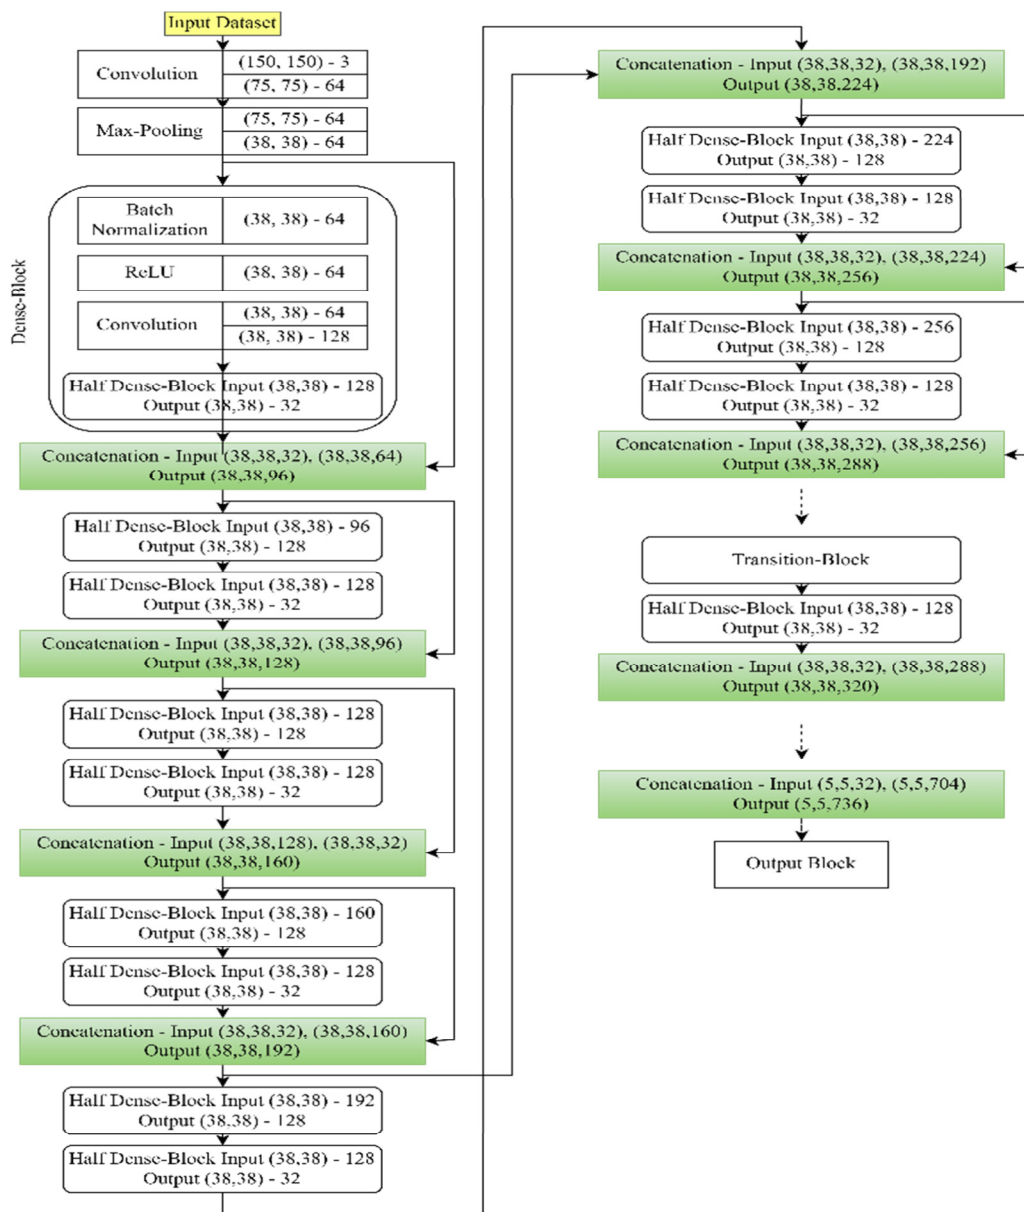 Input Dataset
Convolution
(150, 150) - 3
(75, 75) - 64
Max-Pooling
(75, 75) - 64
(38, 38) - 64
Dense-Block
Batch
Normalization
(38, 38) - 64
ReLU
(38, 38) - 64
Convolution
(38, 38) - 64
(38, 38) - 128
Half Dense-Block Input (38,38) - 128
Output (38,38) - 32
Concatenation - Input (38,38,32), (38,38,64)
Output (38,38,96)
Half Dense-Block Input (38,38) - 96
Output (38,38) - 128
Half Dense-Block Input (38,38) - 128
Output (38,38) - 32
Concatenation - Input (38,38,32), (38,38,96)
Output (38,38,128)
Half Dense-Block Input (38,38) - 128
Output (38,38) - 128
Half Dense-Block Input (38,38) - 128
Output (38,38) - 32
Concatenation - Input (38,38,128), (38,38,32)
Output (38,38,160)
Half Dense-Block Input (38,38) - 160
Output (38,38) - 128
Half Dense-Block Input (38,38) - 128
Output (38,38) - 32
Concatenation - Input (38,38,32), (38,38,160)
Output (38,38,192)
Half Dense-Block Input (38,38) - 192
Output (38,38) - 128
Half Dense-Block Input (38,38) - 128
Output (38,38) - 32
Concatenation - Input (38,38,32), (38,38,192)
Output (38,38,224)
Half Dense-Block Input (38,38) - 224
Output (38,38) - 128
Half Dense-Block Input (38,38) - 128
Output (38,38) - 32
Concatenation - Input (38,38,32), (38,38,224)
Output (38,38,256)
Half Dense-Block Input (38,38) - 256
Output (38,38) - 128
Half Dense-Block Input (38,38) - 128
Output (38,38) - 32
Concatenation - Input (38,38,32), (38,38,256)
Output (38,38,288)
Transition-Block
Half Dense-Block Input (38,38) - 128
Output (38,38) - 32
Concatenation - Input (38,38,32), (38,38,288)
Output (38,38,320)
Concatenation - Input (5,5,32), (5,5,704)
Output (5,5,736)
Output Block